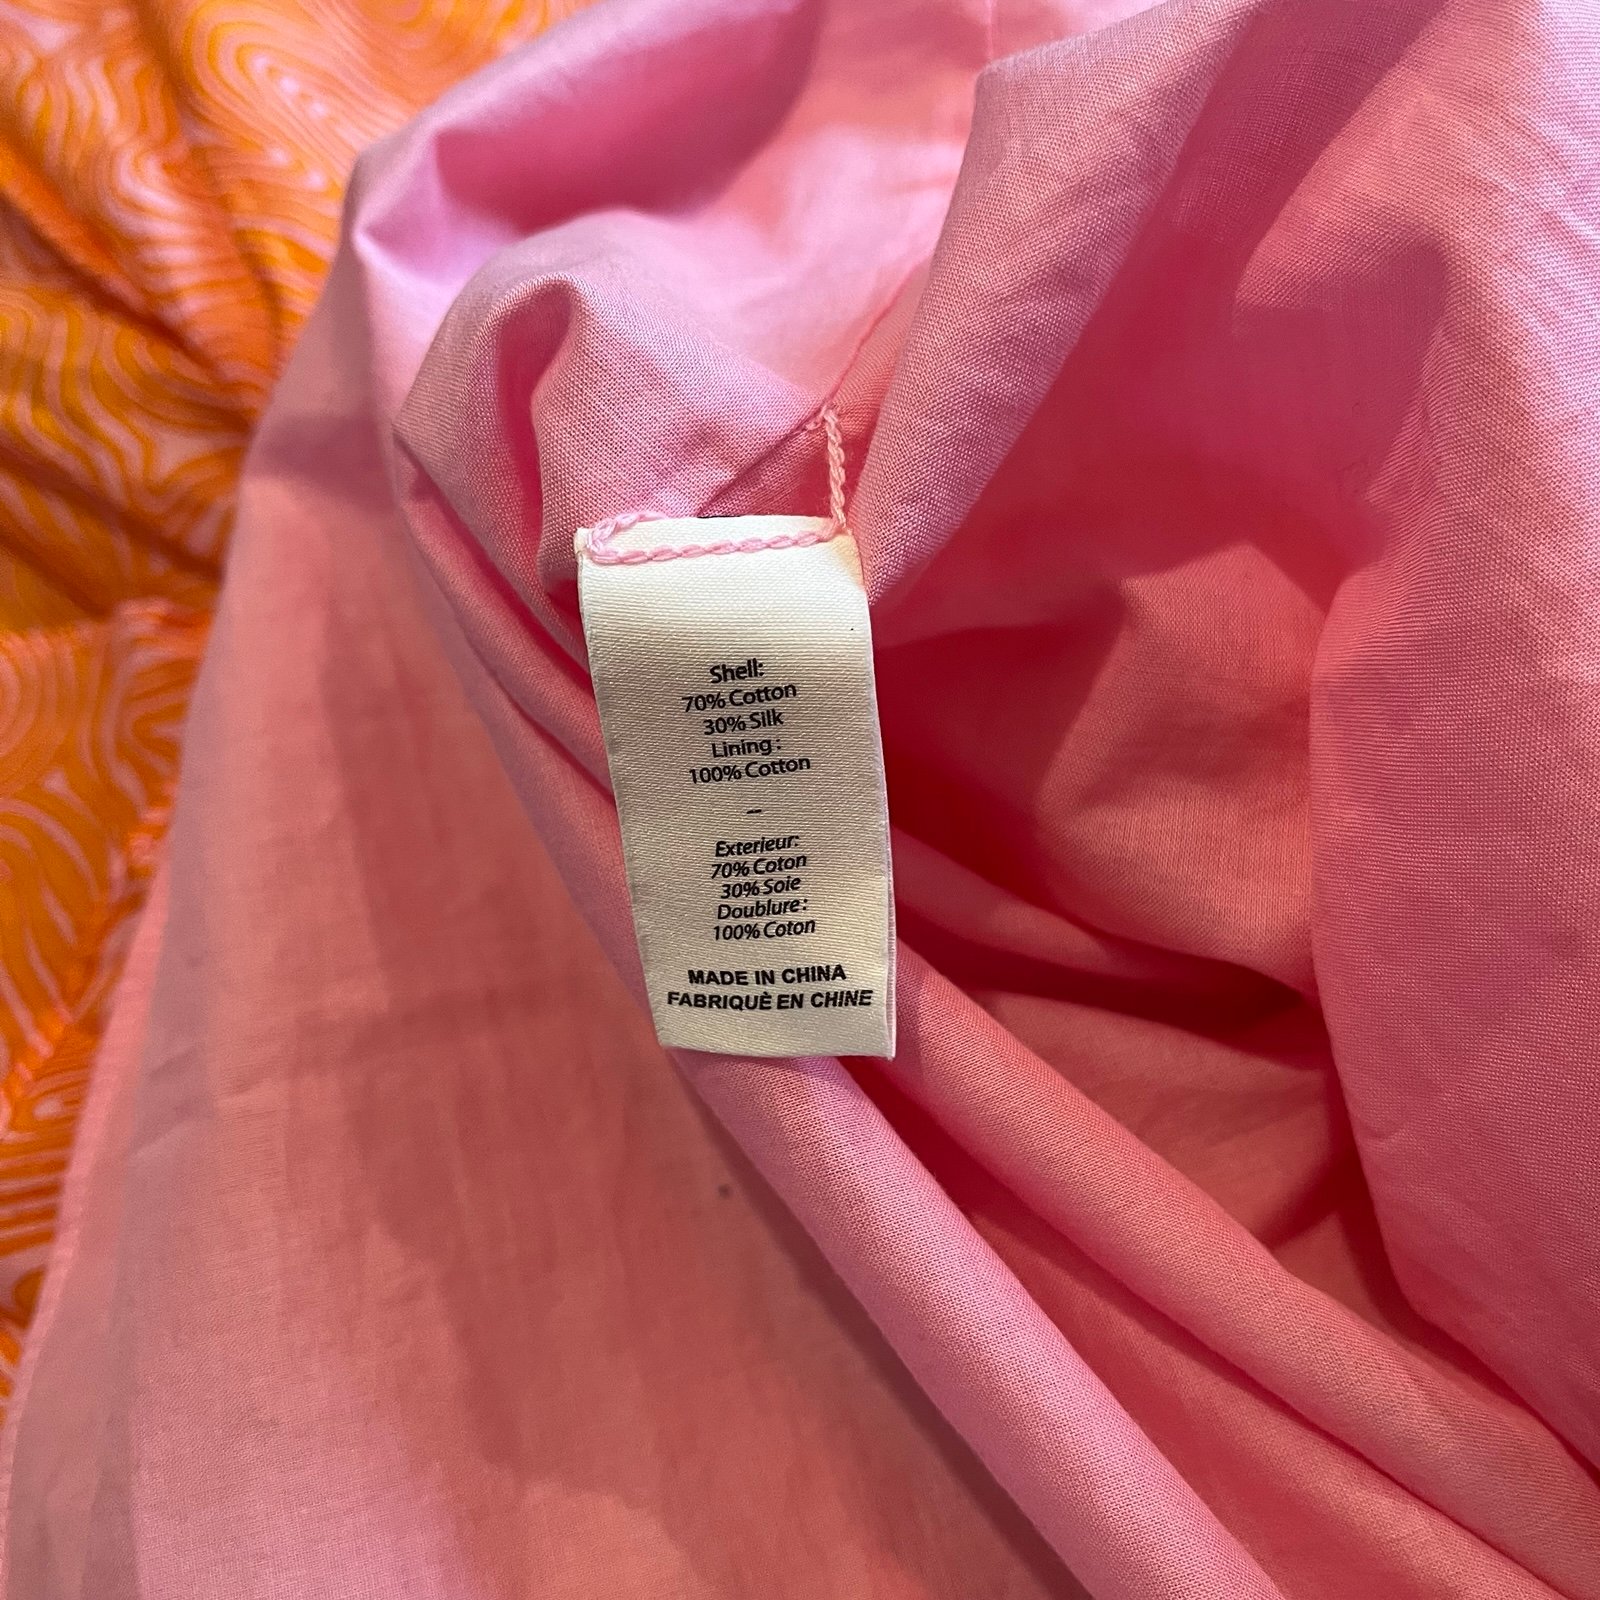 Shell:
70% Cotton
30% Silk
Lining :
100% Cotton
–
Exterieur:
70% Coton
30% Soie
Doublure :
100% Coton
MADE IN CHINA
FABRIQUÈ EN CHINE